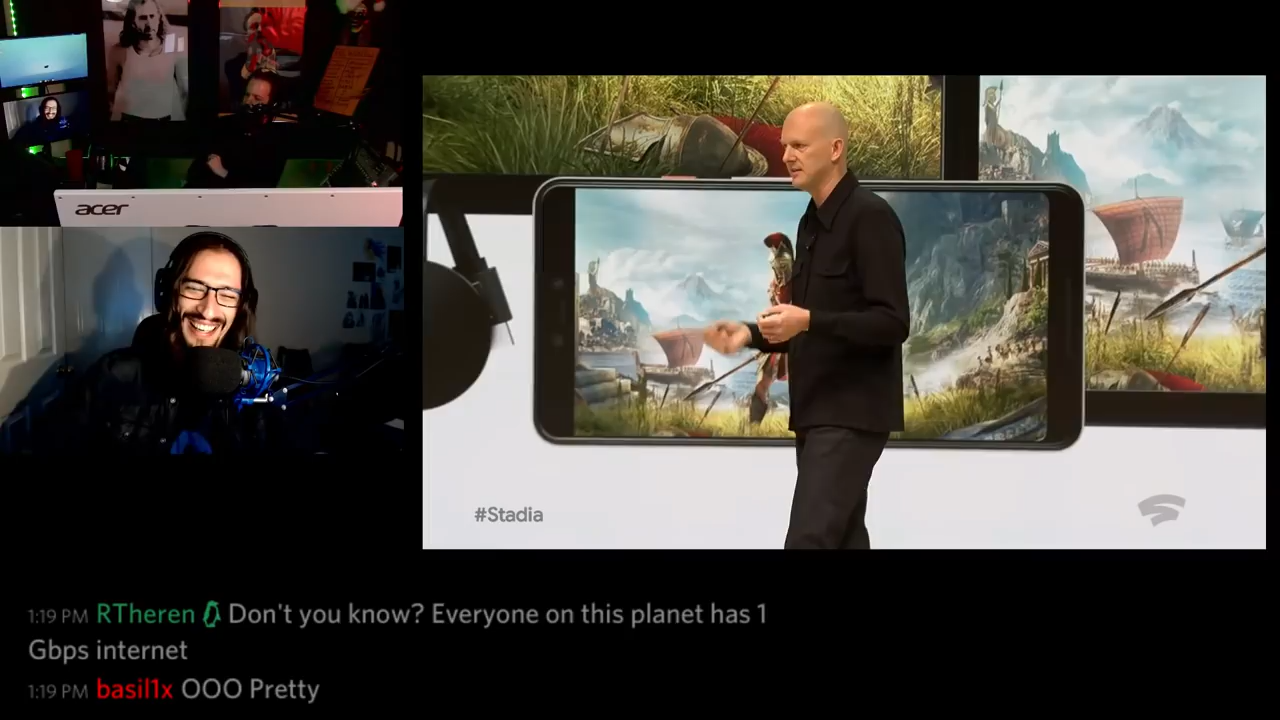 acer
#Stadia
1:19 PM RTheren Don't you know? Everyone on this planet has 1
Gbps internet
1:19 PM basil1x OOO Pretty